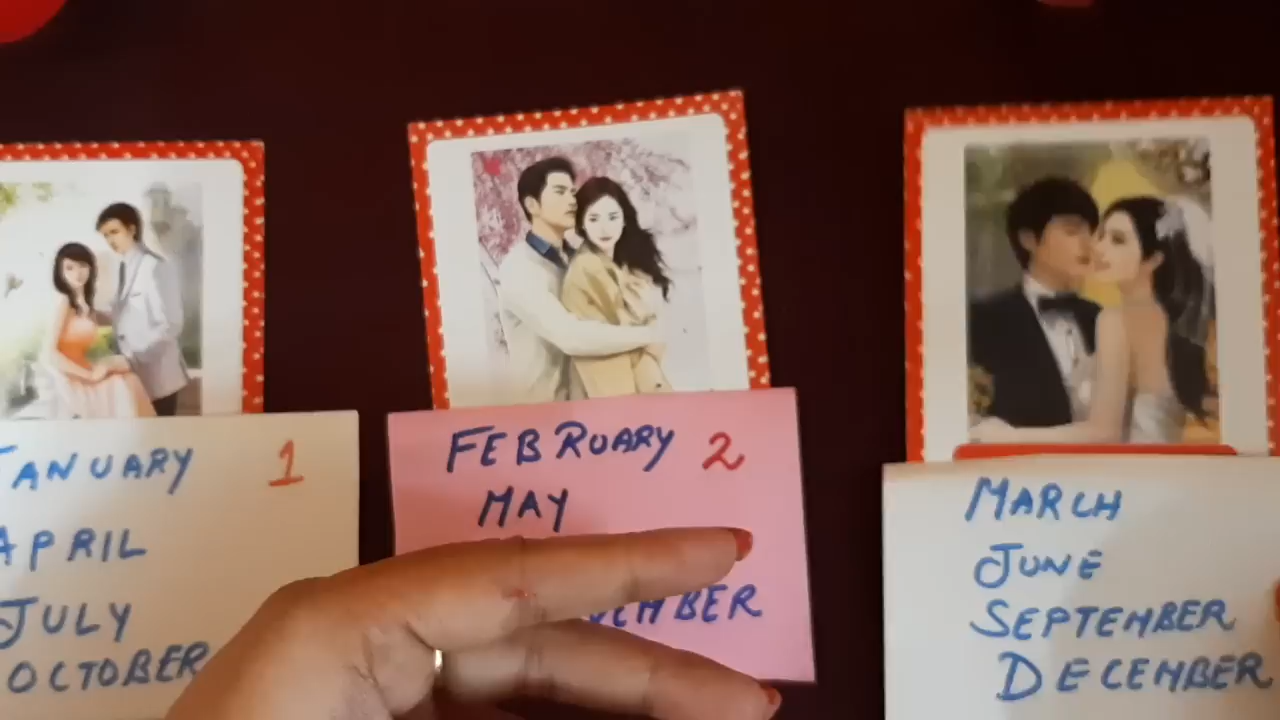 JANUARY 1
APRIL
JULY
OCTOBER
FEBRUARY 2
MAY
MARCH
JUNE
SEPTEMBER
DECEMBER